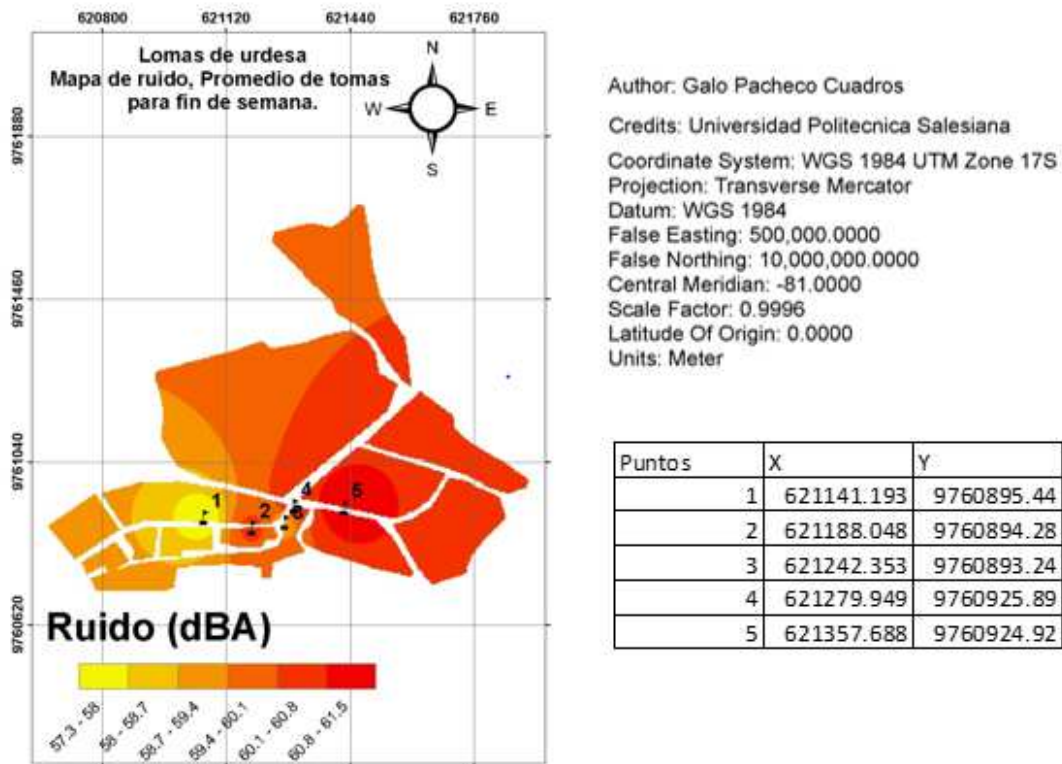 620800 621120 621440 621760
Lomas de urdesa
Mapa de ruido, Promedio de tomas
para fin de semana.
N
W E
S
9761880
9761460
9761040
9760620
1
2
3
4
5
Ruido (dBA)
57.3 - 58
58 - 58.7
58.7 - 59.4
59.4 - 60.1
60.1 - 60.8
60.8 - 61.5
Author: Galo Pacheco Cuadros
Credits: Universidad Politecnica Salesiana
Coordinate System: WGS 1984 UTM Zone 17S
Projection: Transverse Mercator
Datum: WGS 1984
False Easting: 500,000.0000
False Northing: 10,000,000.0000
Central Meridian: -81.0000
Scale Factor: 0.9996
Latitude Of Origin: 0.0000
Units: Meter
Puntos X Y
1 621141.193 9760895.44
2 621188.048 9760894.28
3 621242.353 9760893.24
4 621279.949 9760925.89
5 621357.688 9760924.92